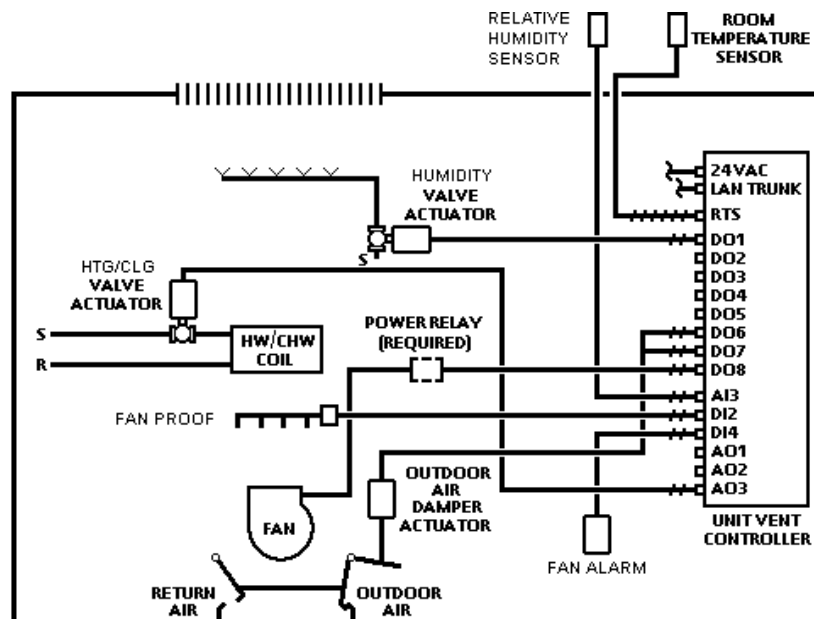 RELATIVE
HUMIDITY
SENSOR
ROOM
TEMPERATURE
SENSOR
HUMIDITY
VALVE
ACTUATOR
S
HTG/CLG
VALVE
ACTUATOR
S
R
HW/CHW
COIL
POWER RELAY
(REQUIRED)
FAN PROOF
FAN
OUTDOOR
AIR
DAMPER
ACTUATOR
RETURN
AIR
OUTDOOR
AIR
FAN ALARM
24VAC
LAN TRUNK
RTS
DO1
DO2
DO3
DO4
DO5
DO6
DO7
DO8
AI3
DI2
DI4
AO1
AO2
AO3
UNIT VENT
CONTROLLER